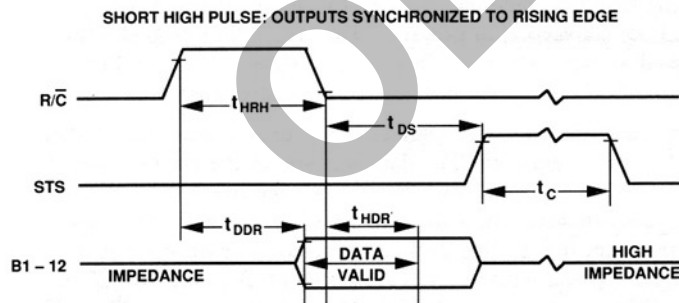 SHORT HIGH PULSE: OUTPUTS SYNCHRONIZED TO RISING EDGE
R/C̅
tHRH
tDS
STS
tC
tDDR
tHDR
B1 – 12
IMPEDANCE
DATA
VALID
HIGH
IMPEDANCE